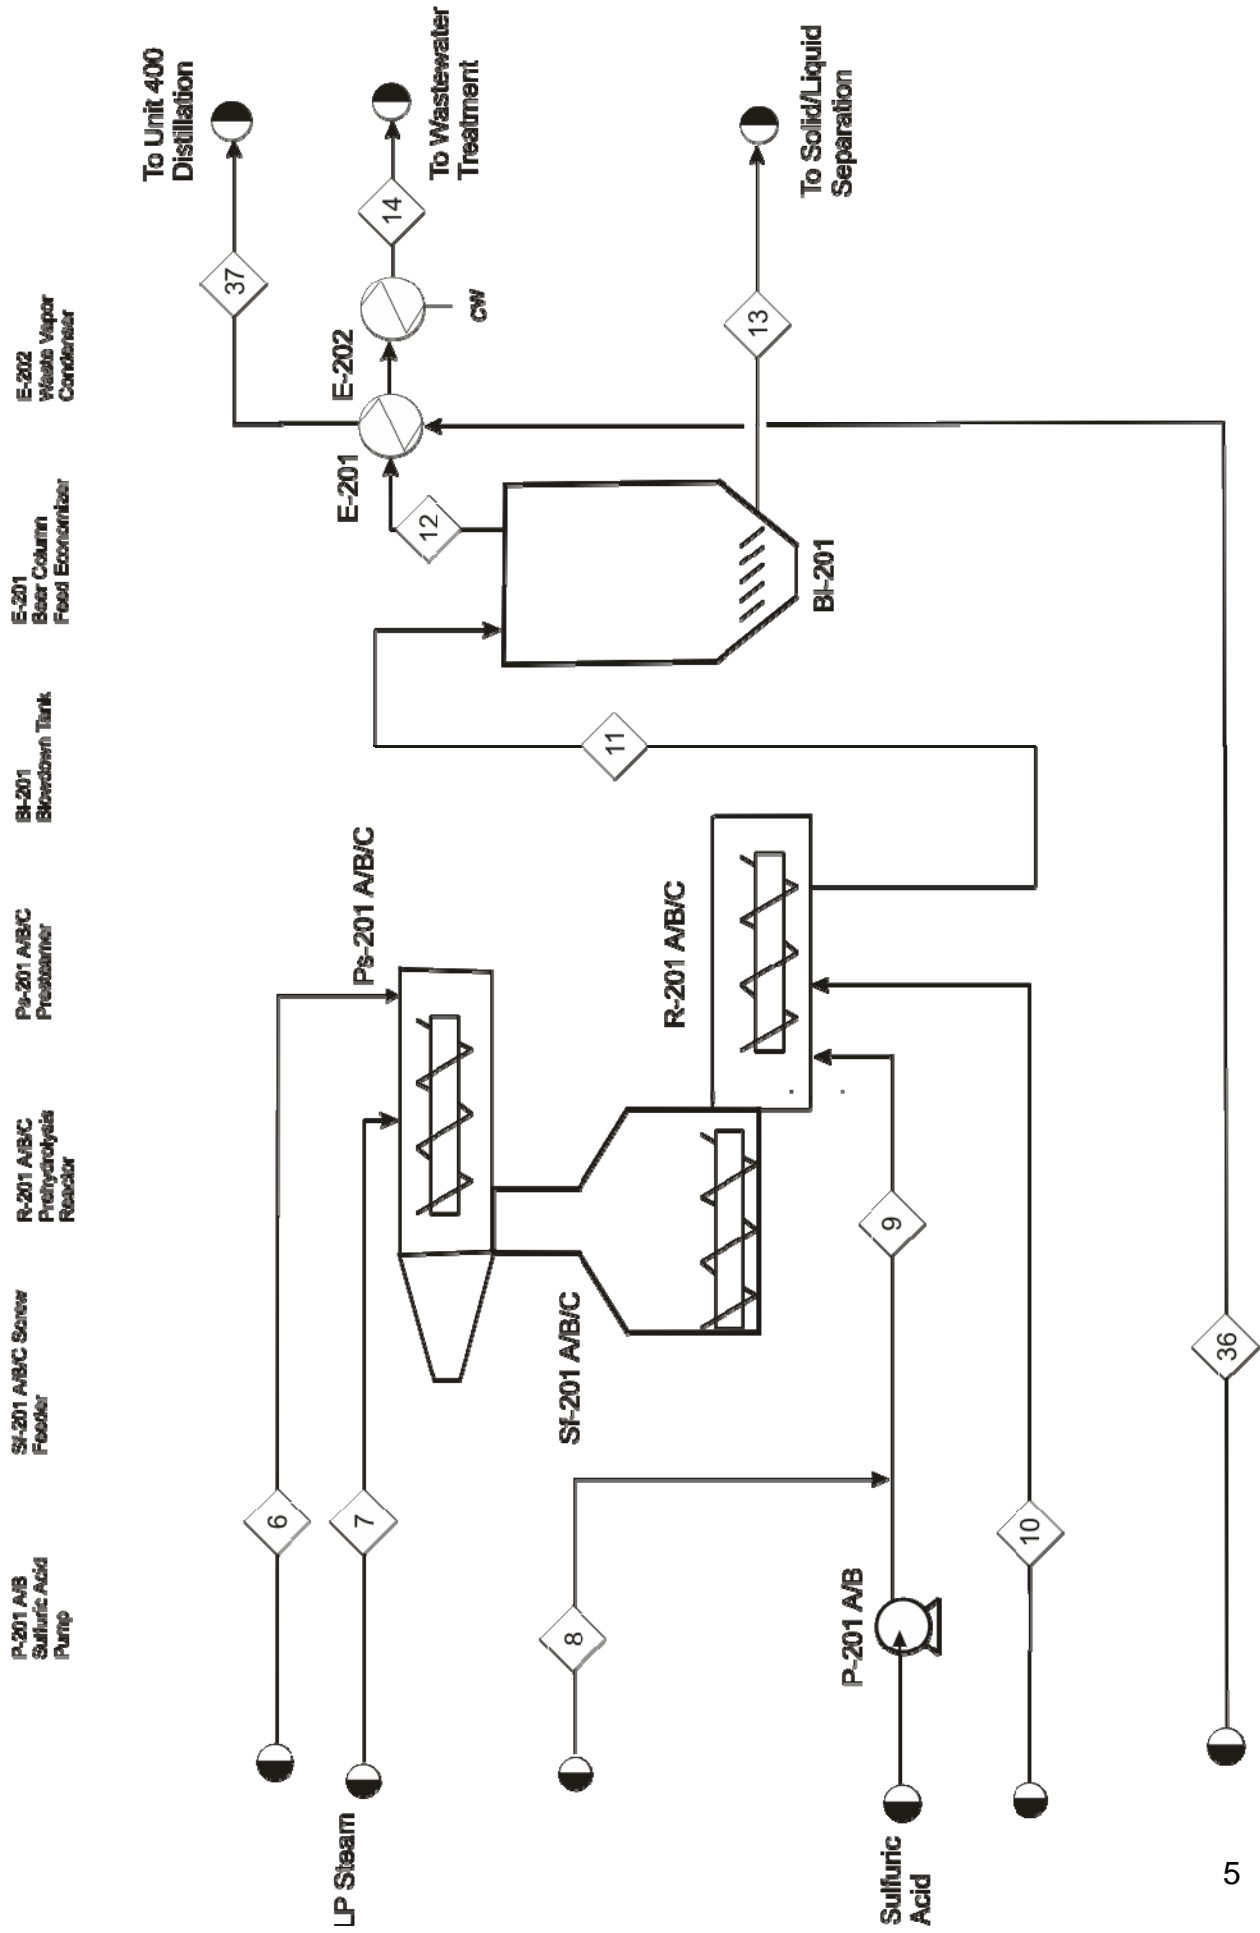 P-201 A/B
Sulfuric Acid
Pump
Sf-201 A/B/C Screw
Feeder
R-201 A/B/C
Prehydrolysis
Reactor
Ps-201 A/B/C
Presteamer
Bl-201
Blowdown Tank
E-201
Beer Column
Feed Economizer
E-202
Waste Vapor
Condenser
To Unit 400
Distillation
37
6
LP Steam
7
Ps-201 A/B/C
E-201
E-202
14
To Wastewater
Treatment
12
CW
Sf-201 A/B/C
8
11
R-201 A/B/C
Bl-201
13
To Solid/Liquid
Separation
P-201 A/B
Sulfuric
Acid
9
10
36
5